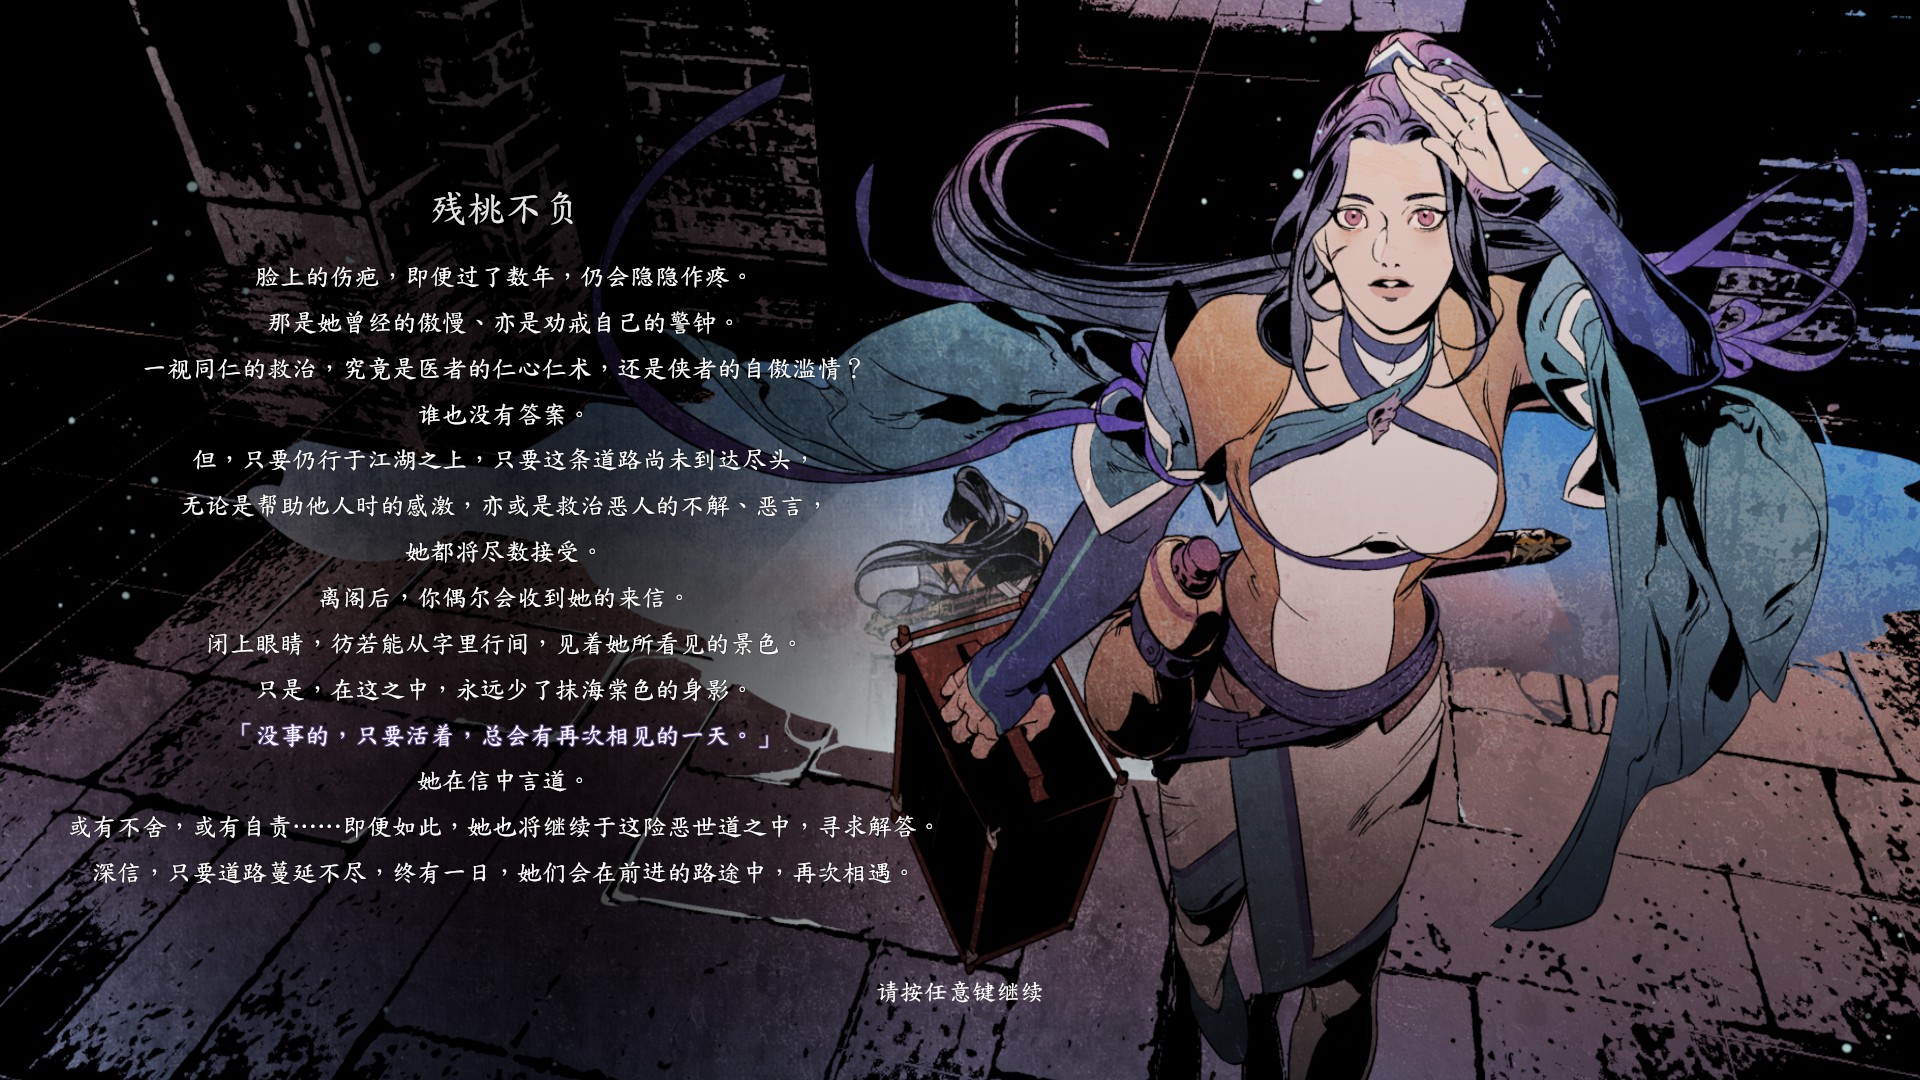 残桃不负
脸上的伤疤，即便过了数年，仍会隐隐作疼。
那是她曾经的傲慢、亦是劝戒自己的警钟。
一视同仁的救治，究竟是医者的仁心仁术，还是侠者的自傲滥情？
谁也没有答案。
但，只要仍行于江湖之上，只要这条道路尚未到达尽头，
无论是帮助他人时的感激，亦或是救治恶人的不解、恶言，
她都将尽数接受。
离阁后，你偶尔会收到她的来信。
闭上眼睛，彷若能从字里行间，见着她所看见的景色。
只是，在这之中，永远少了抹海棠色的身影。
「没事的，只要活着，总会有再次相见的一天。」
她在信中言道。
或有不舍，或有自责……即便如此，她也将继续于这险恶世道之中，寻求解答。
深信，只要道路蔓延不尽，终有一日，她们会在前进的路途中，再次相遇。
请按任意键继续